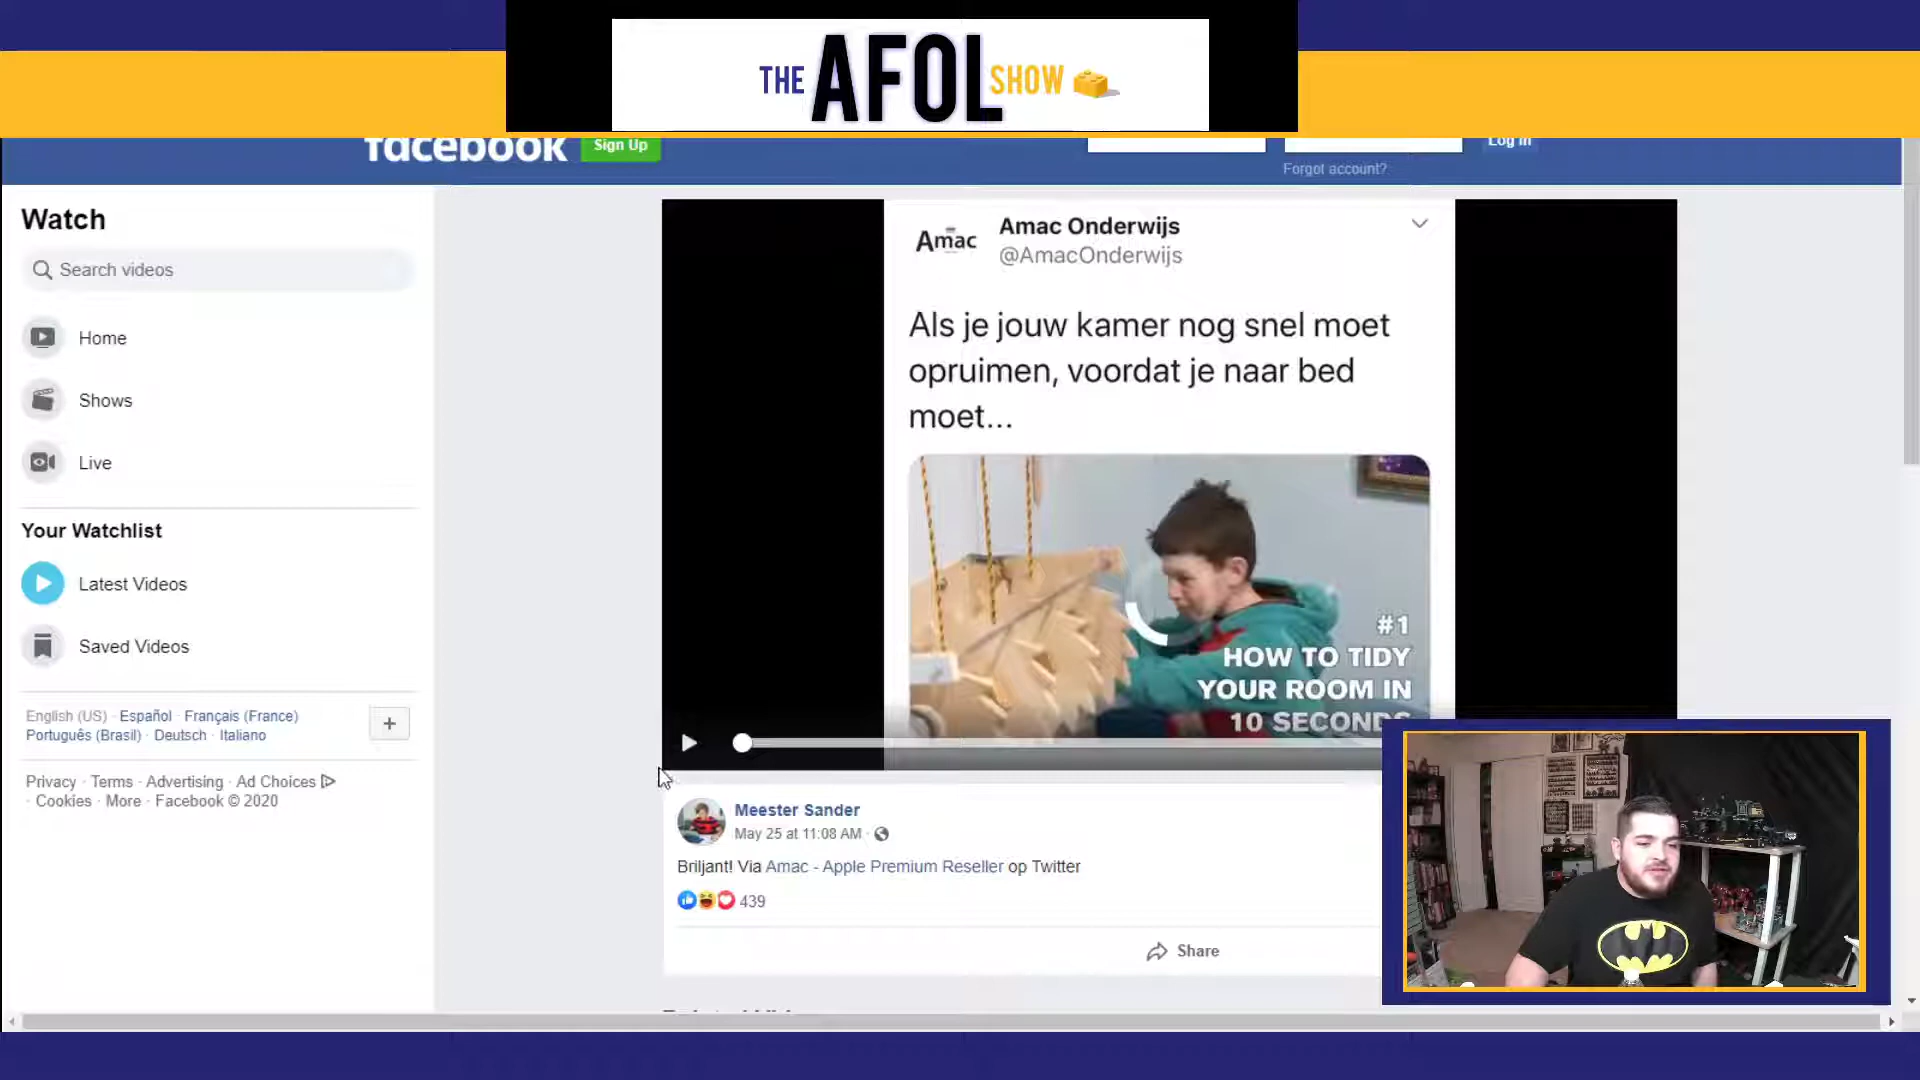 THE AFOL SHOW
facebook
Sign Up
Log In
Forgot account?
Watch
Search videos
Home
Shows
Live
Your Watchlist
Latest Videos
Saved Videos
English (US) · Español · Français (France)
Português (Brasil) · Deutsch · Italiano
+
Privacy · Terms · Advertising · Ad Choices
· Cookies · More · Facebook © 2020
Amac
Amac Onderwijs
@AmacOnderwijs
Als je jouw kamer nog snel moet
opruimen, voordat je naar bed
moet...
#1
HOW TO TIDY
YOUR ROOM IN
10 SECONDS
Meester Sander
May 25 at 11:08 AM ·
Briljant! Via Amac - Apple Premium Reseller op Twitter
439
Share